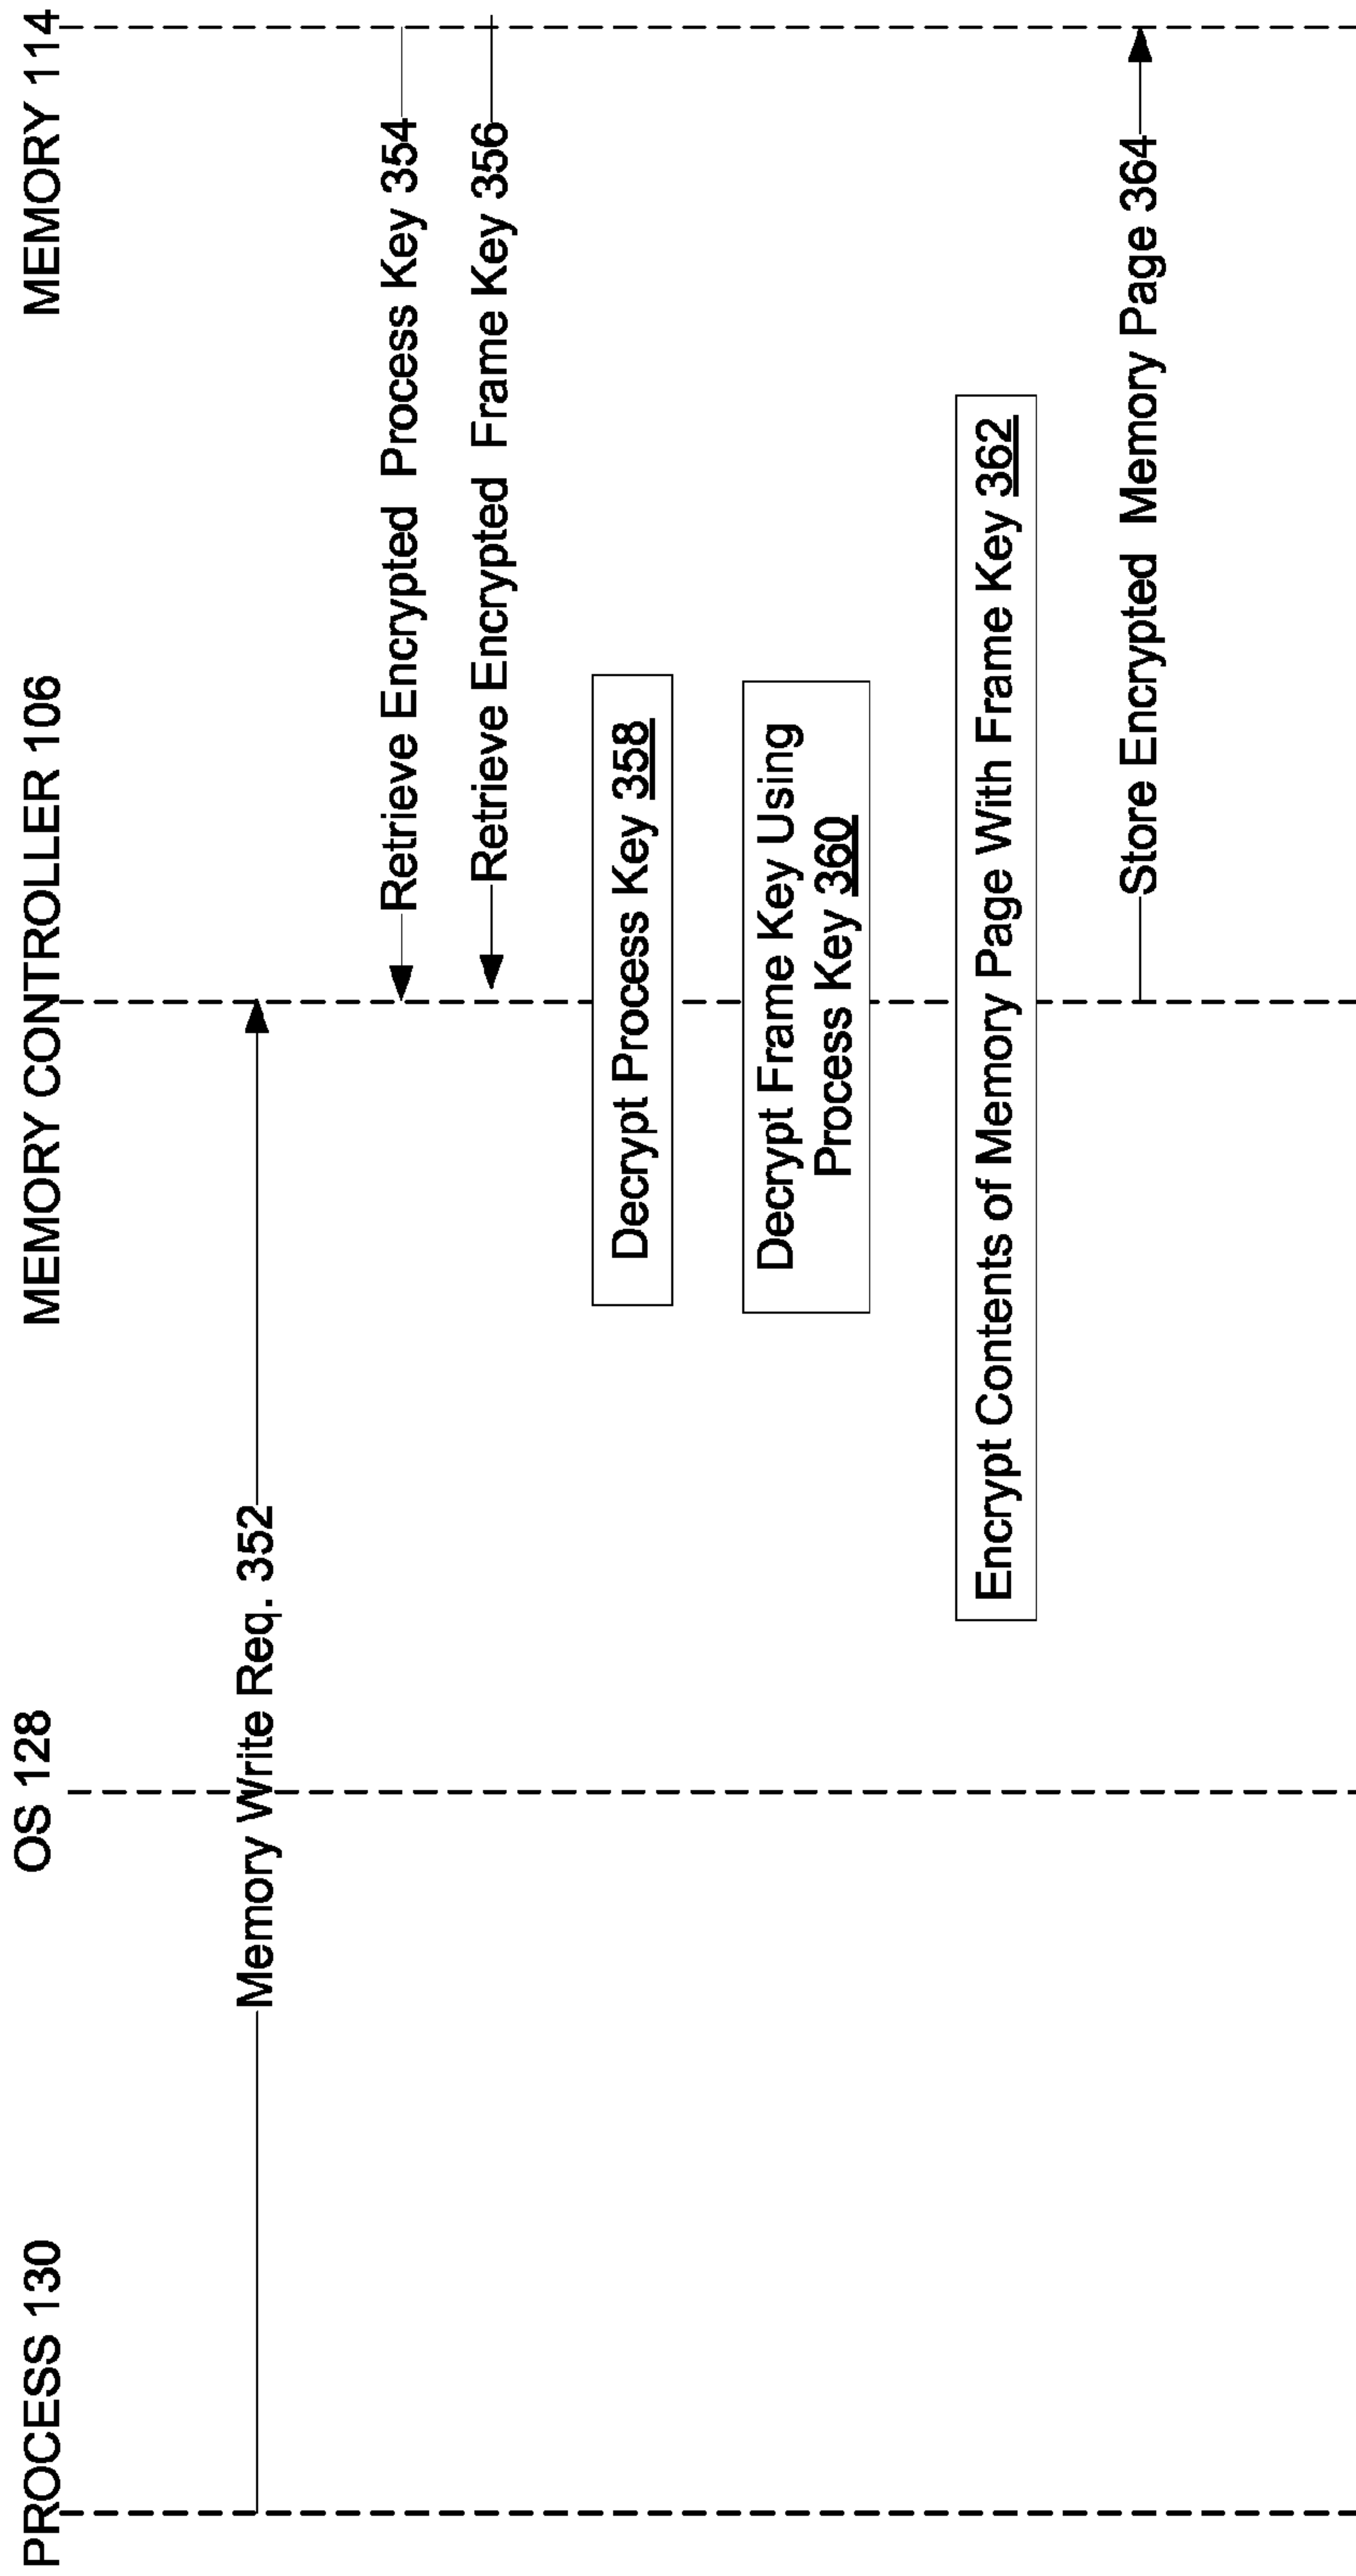 PROCESS 130
OS 128
MEMORY CONTROLLER 106
MEMORY 114
Memory Write Req. 352
Retrieve Encrypted Process Key 354
Retrieve Encrypted Frame Key 356
Decrypt Process Key 358
Decrypt Frame Key Using
Process Key 360
Encrypt Contents of Memory Page With Frame Key 362
Store Encrypted Memory Page 364